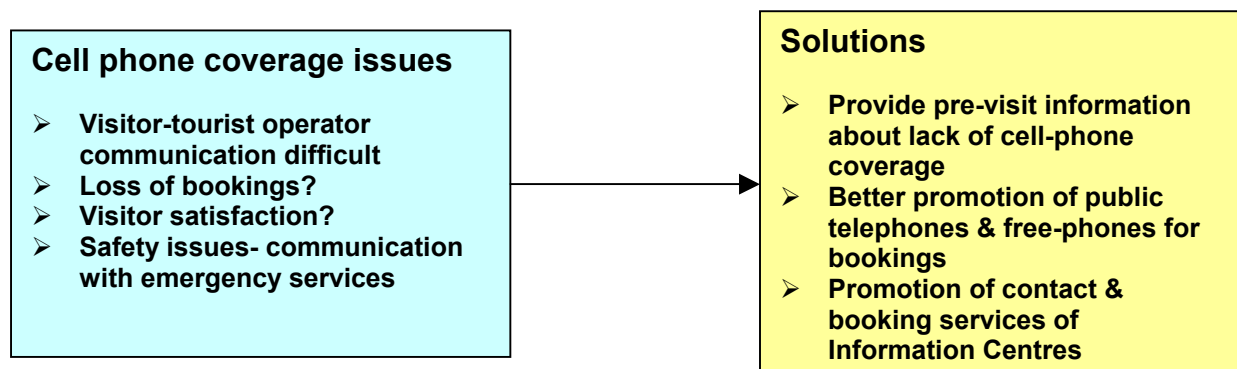 Cell phone coverage issues
➢ Visitor-tourist operator
communication difficult
➢ Loss of bookings?
➢ Visitor satisfaction?
➢ Safety issues- communication
with emergency services
Solutions
➢ Provide pre-visit information
about lack of cell-phone
coverage
➢ Better promotion of public
telephones & free-phones for
bookings
➢ Promotion of contact &
booking services of
Information Centres